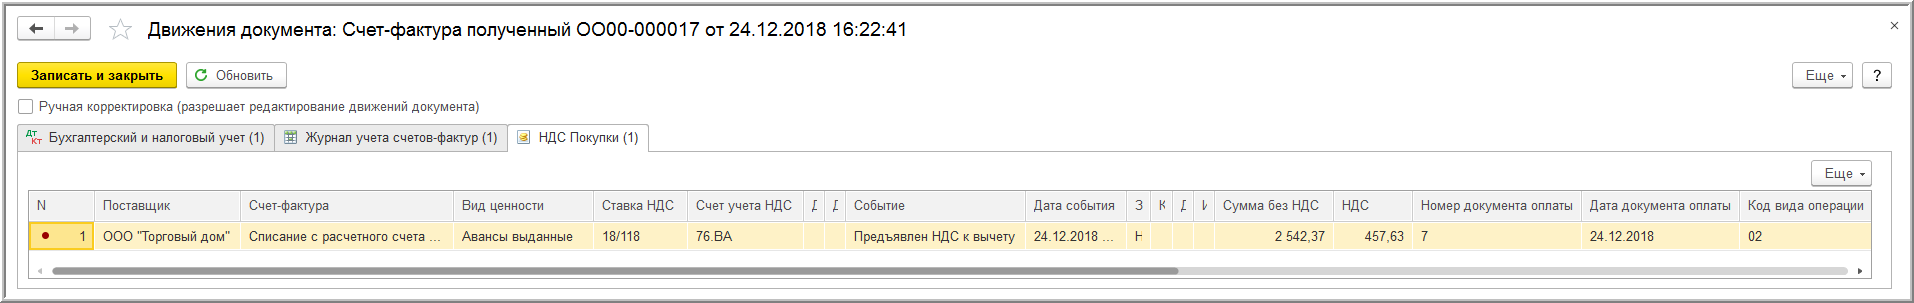 Движения документа: Счет-фактура полученный ОО00-000017 от 24.12.2018 16:22:41
Записать и закрыть Обновить Еще ?
Ручная корректировка (разрешает редактирование движений документа)
Дт Кт Бухгалтерский и налоговый учет (1) Журнал учета счетов-фактур (1) НДС Покупки (1)
Еще
N Поставщик Счет-фактура Вид ценности Ставка НДС Счет учета НДС Д Д Событие Дата события З К Д И Сумма без НДС НДС Номер документа оплаты Дата документа оплаты Код вида операции
1 ООО "Торговый дом" Списание с расчетного счета ... Авансы выданные 18/118 76.ВА Предъявлен НДС к вычету 24.12.2018 ... Н 2 542,37 457,63 7 24.12.2018 02